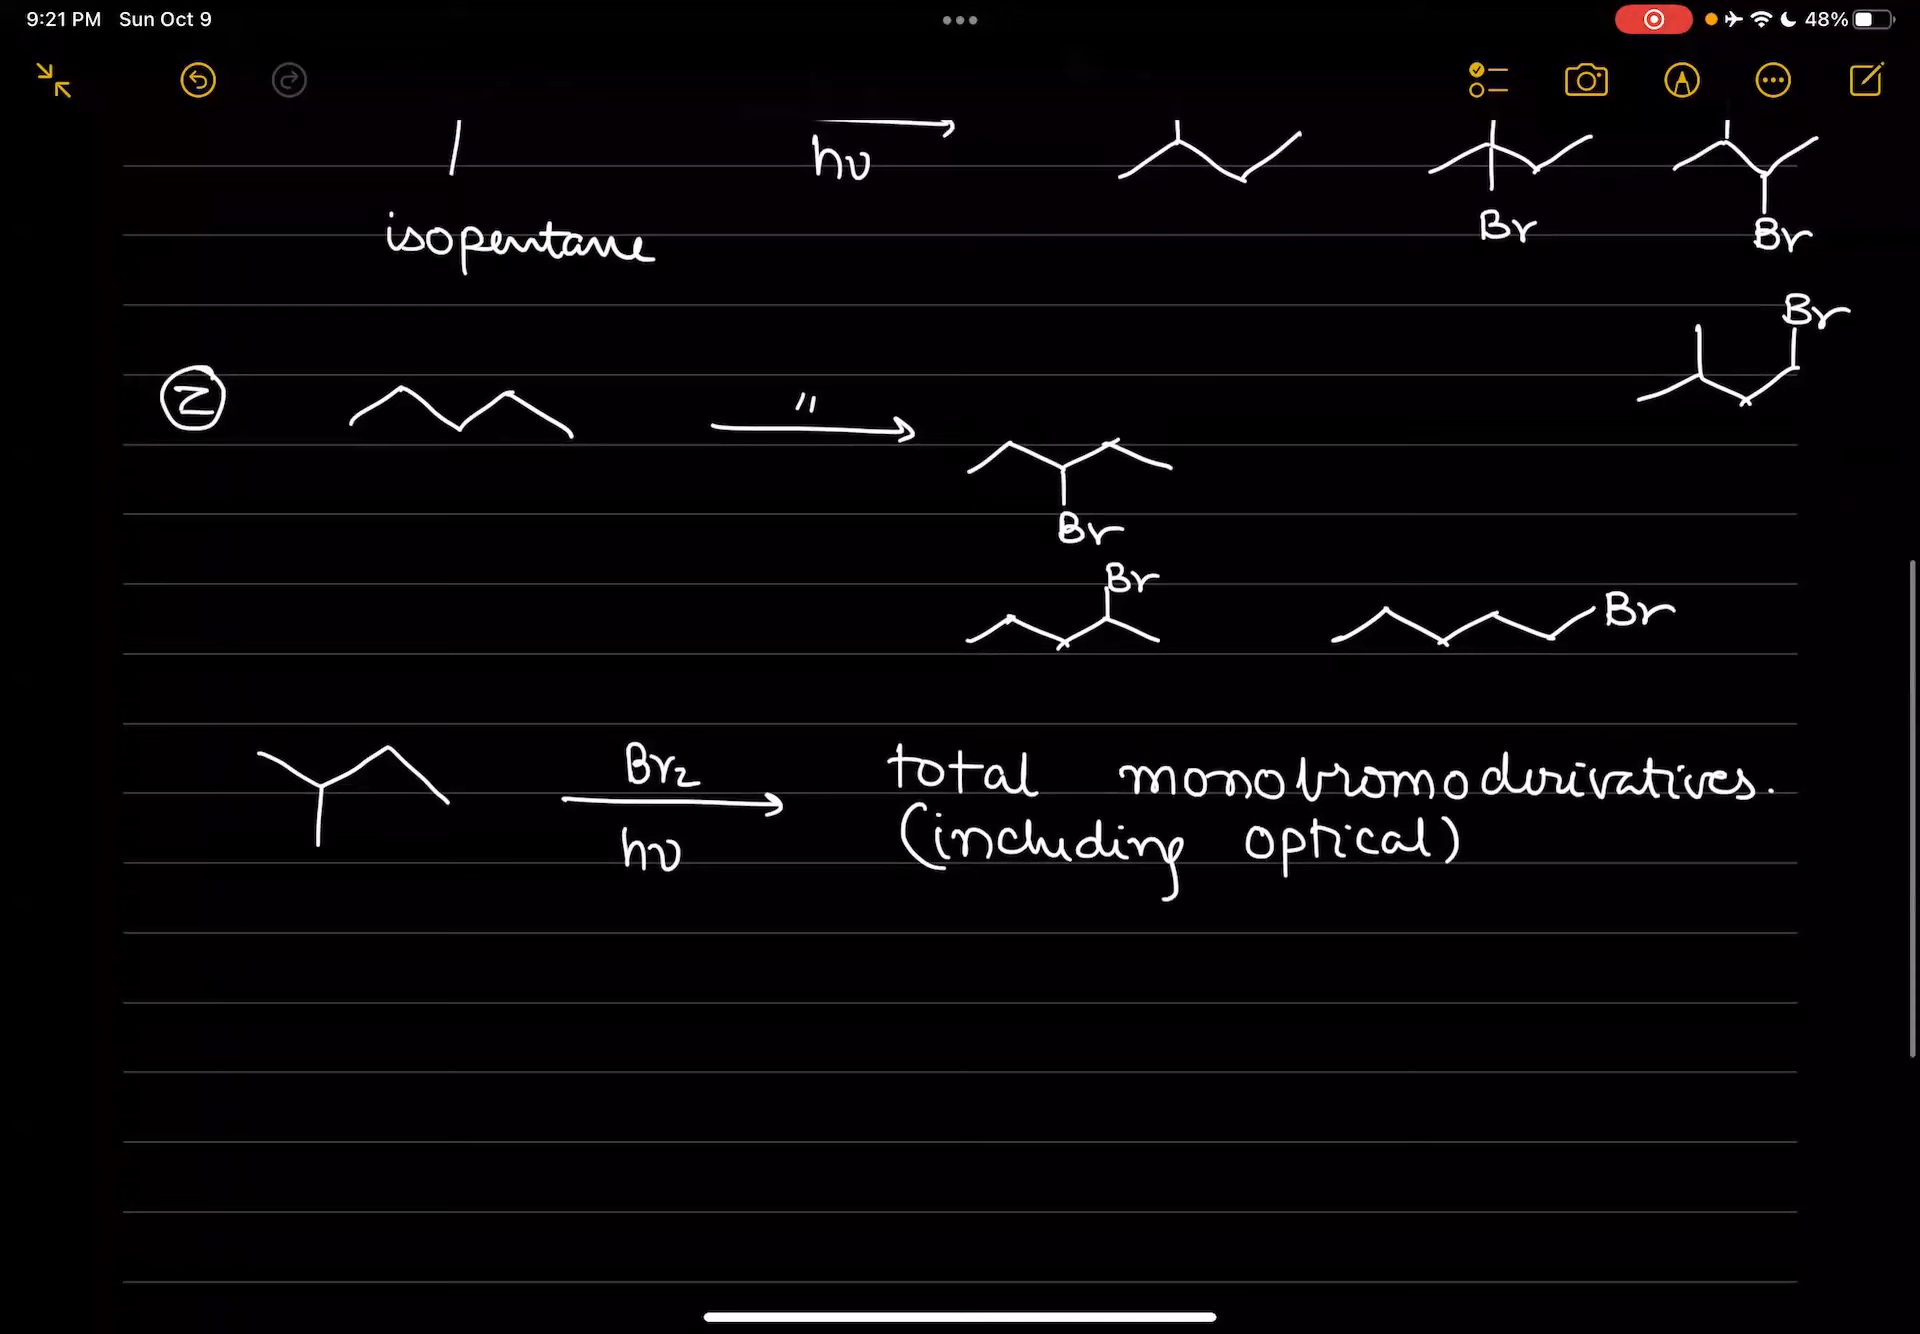 9:21 PM Sun Oct 9
48%
hν
Br
Br
isopentane
Br
2
"
Br
Br
Br
Br2
total monobromoderivatives.
hν
(including optical)